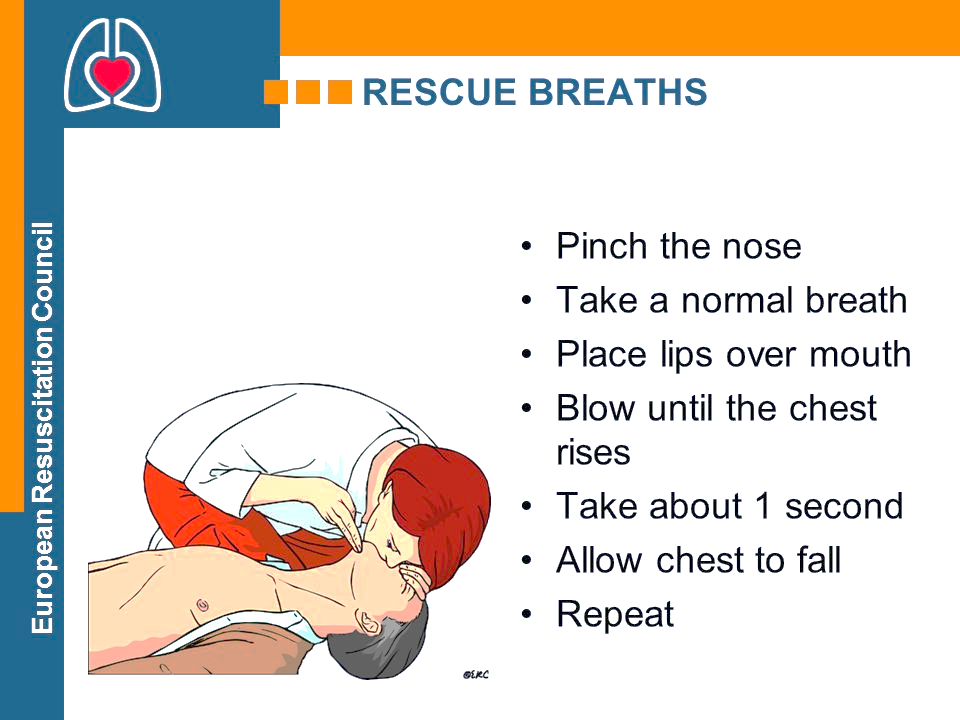 RESCUE BREATHS
European Resuscitation Council
• Pinch the nose
• Take a normal breath
• Place lips over mouth
• Blow until the chest
rises
• Take about 1 second
• Allow chest to fall
• Repeat
@ERC